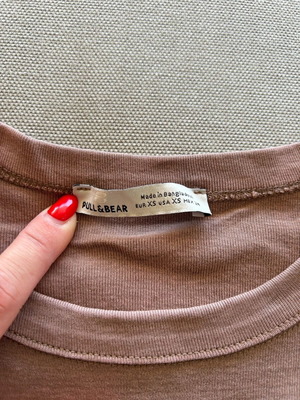 PULL&BEAR
Made in Bangladesh
EUR XS USA XS MEX